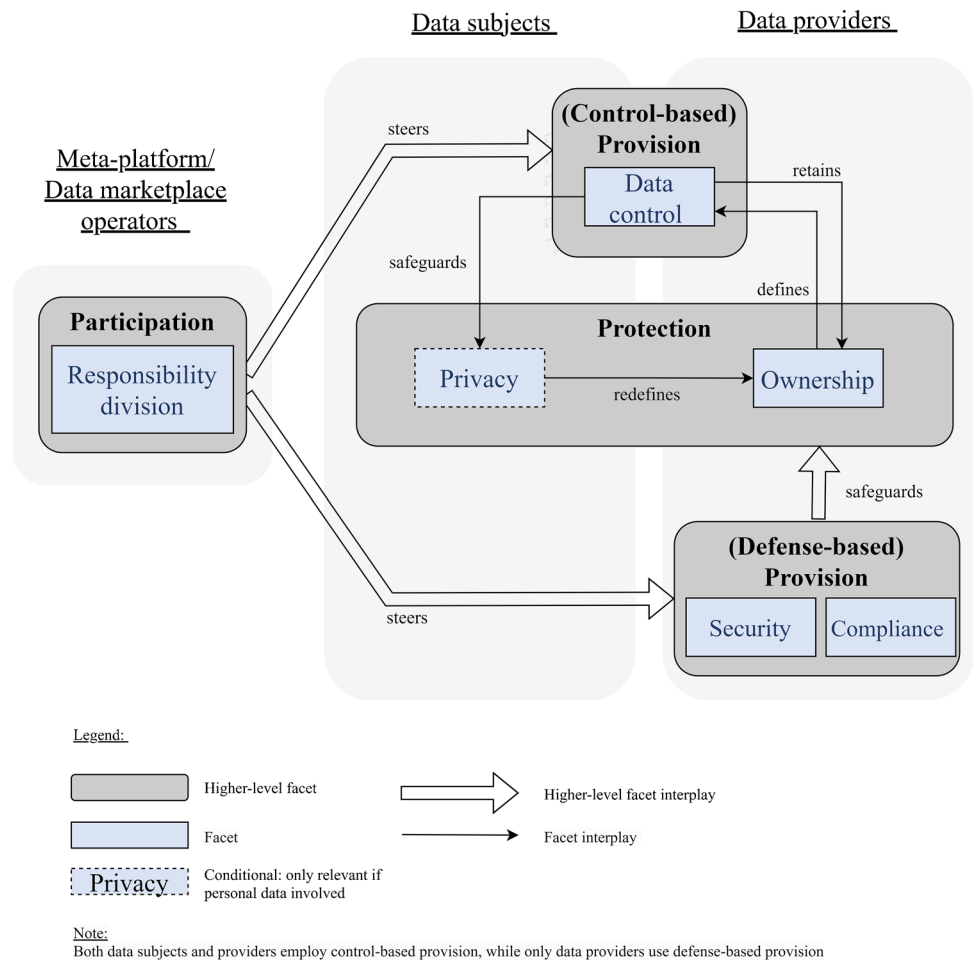 Data subjects
Data providers
Meta-platform/
Data marketplace
operators
steers
(Control-based)
Provision
Data
control
retains
safeguards
defines
Participation
Responsibility
division
Protection
Privacy
redefines
Ownership
safeguards
steers
(Defense-based)
Provision
Security
Compliance
Legend:
Higher-level facet
Higher-level facet interplay
Facet
Facet interplay
Privacy
Conditional: only relevant if
personal data involved
Note:
Both data subjects and providers employ control-based provision, while only data providers use defense-based provision